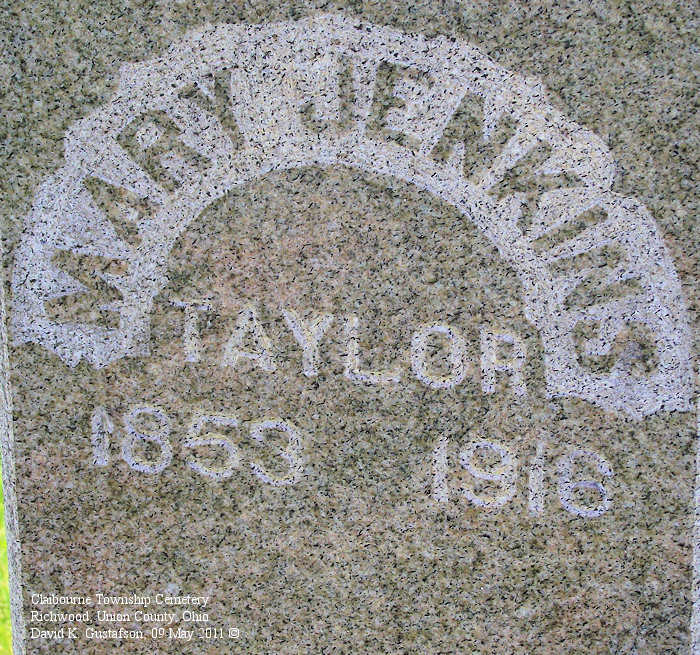 MARY JENKINS
TAYLOR
1853 1916
Claibourne Township Cemetery
Richwood, Union County, Ohio
David K. Gustafson, 09 May 2011 ©